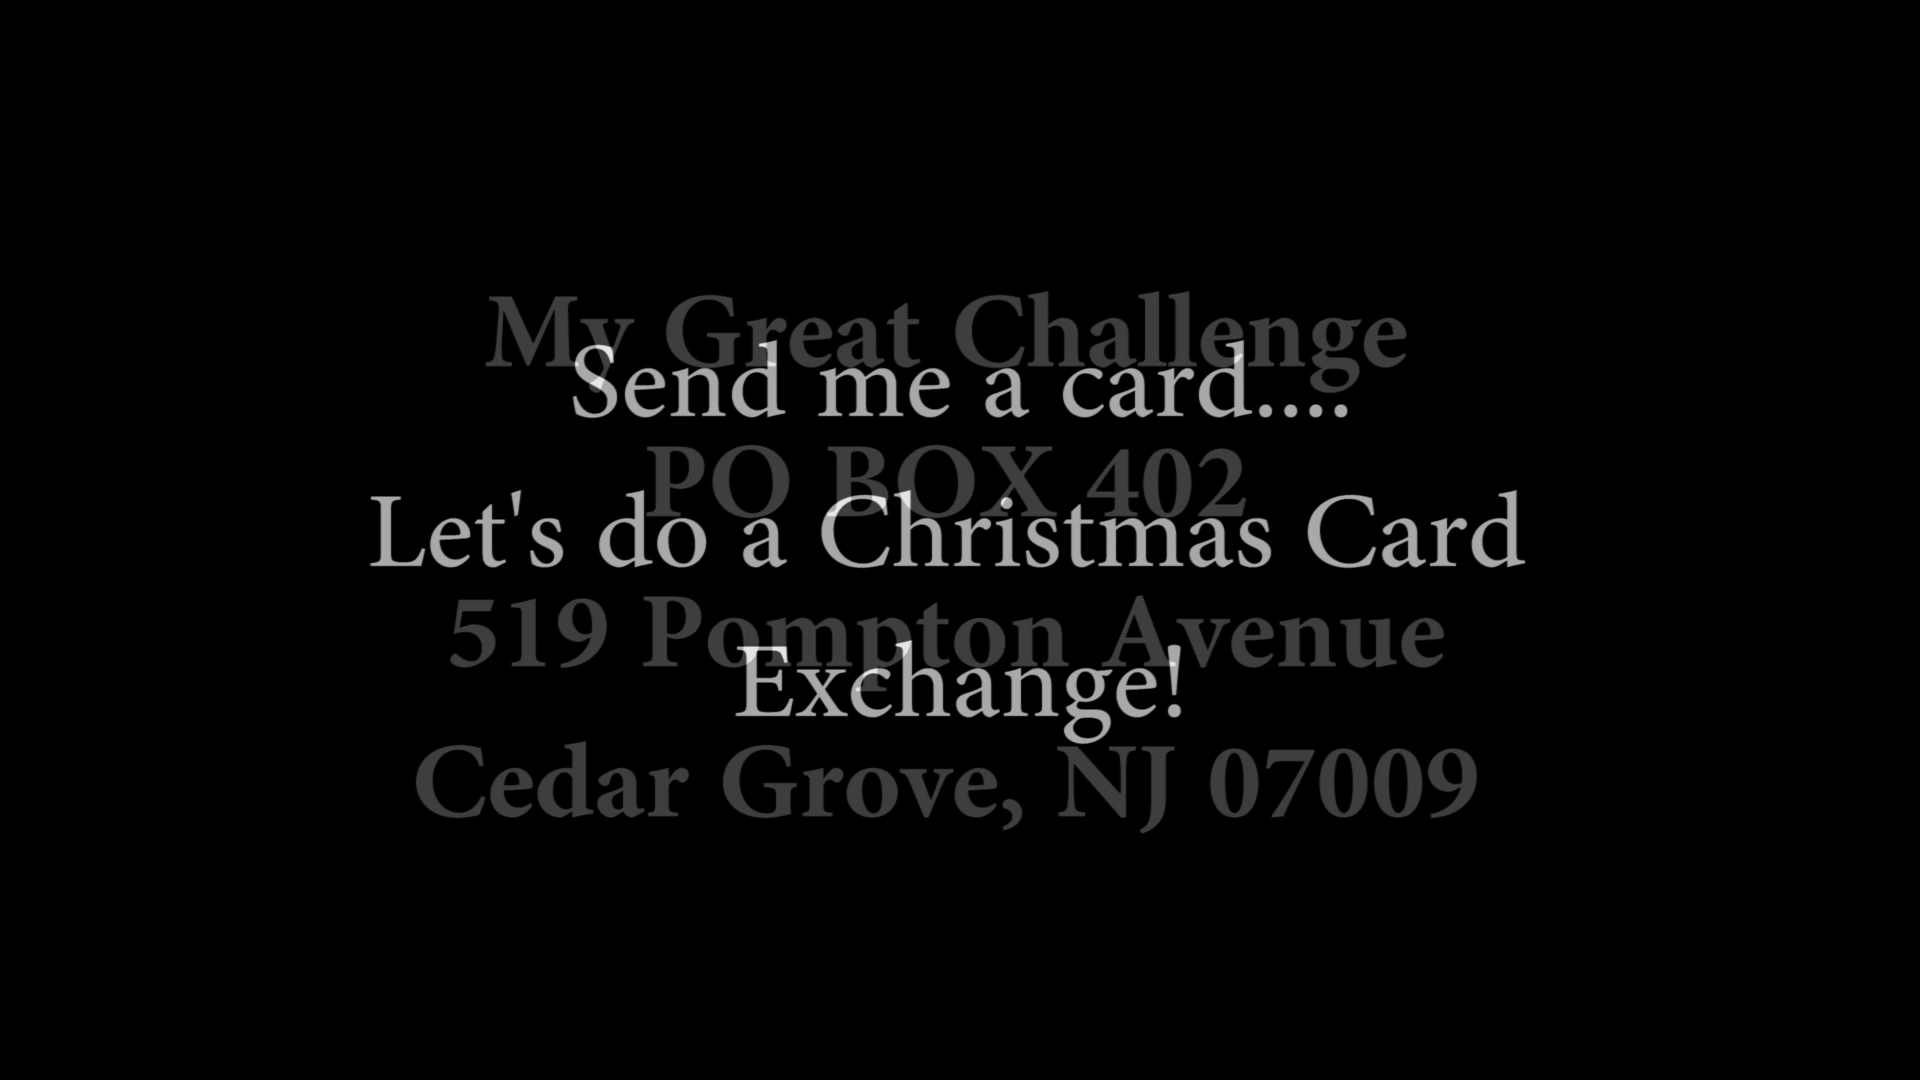 My Great Challenge
Send me a card....
PO BOX 402
Let's do a Christmas Card
519 Pompton Avenue
Exchange!
Cedar Grove, NJ 07009